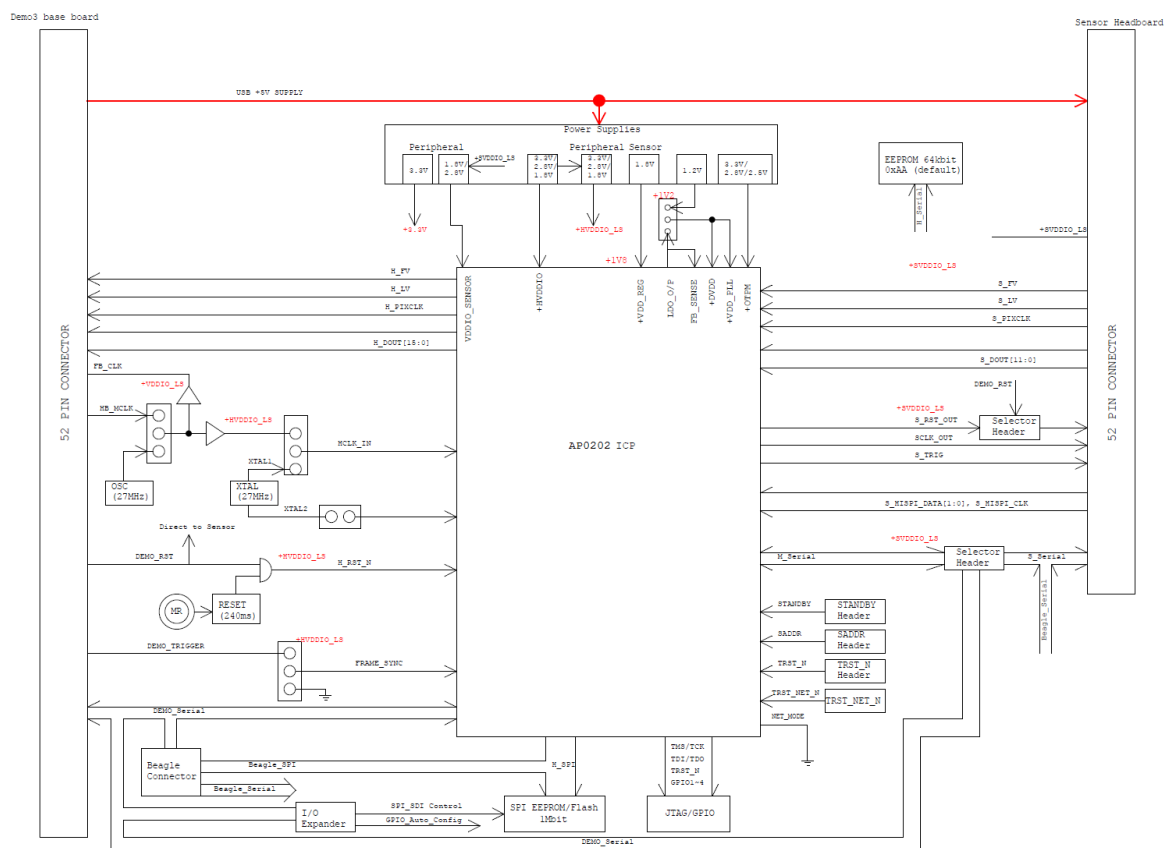 Demo3 base board
Sensor Headboard
USB +5V SUPPLY
Power Supplies
Peripheral
Peripheral Sensor
+SVDDIO_LS
3.3V
1.8V/
2.8V
3.3V/
2.8V/
1.8V
3.3V/
2.8V/
1.8V
1.8V
1.2V
3.3V/
2.8V/2.5V
EEPROM 64kbit
0xAA (default)
H_Serial
+1V2
+3.3V
+HVDDIO_LS
+1V8
+SVDDIO_LS
+SVDDIO_LS
VDDIO_SENSOR
+HVDDIO
+VDD_REG
LDO_O/P
FB_SENSE
+DVDD
+VDD_PLL
+OTPM
52 PIN CONNECTOR
52 PIN CONNECTOR
H_FV
H_LV
H_PIXCLK
H_DOUT[15:0]
S_FV
S_LV
S_PIXCLK
S_DOUT[11:0]
FB_CLK
+VDDIO_LS
HB_MCLK
+HVDDIO_LS
MCLK_IN
XTAL1
OSC
(27MHz)
XTAL
(27MHz)
XTAL2
AP0202 ICP
DEMO_RST
+SVDDIO_LS
S_RST_OUT
Selector
Header
SCLK_OUT
S_TRIG
S_HISPI_DATA[1:0], S_HISPI_CLK
Direct to Sensor
DEMO_RST
+HVDDIO_LS
H_RST_N
MR
RESET
(240ms)
+SVDDIO_LS
M_Serial
Selector
Header
S_Serial
Beagle_Serial
STANDBY
STANDBY
Header
SADDR
SADDR
Header
TRST_N
TRST_N
Header
TRST_NET_N
TRST_NET_N
NET_MODE
DEMO_TRIGGER
+HVDDIO_LS
FRAME_SYNC
DEMO_Serial
Beagle
Connector
Beagle_SPI
Beagle_Serial
H_SPI
TMS/TCK
TDI/TDO
TRST_N
GPIO1~4
I/O
Expander
SPI_SDI Control
GPIO_Auto_Config
SPI EEPROM/Flash
1Mbit
JTAG/GPIO
DEMO_Serial